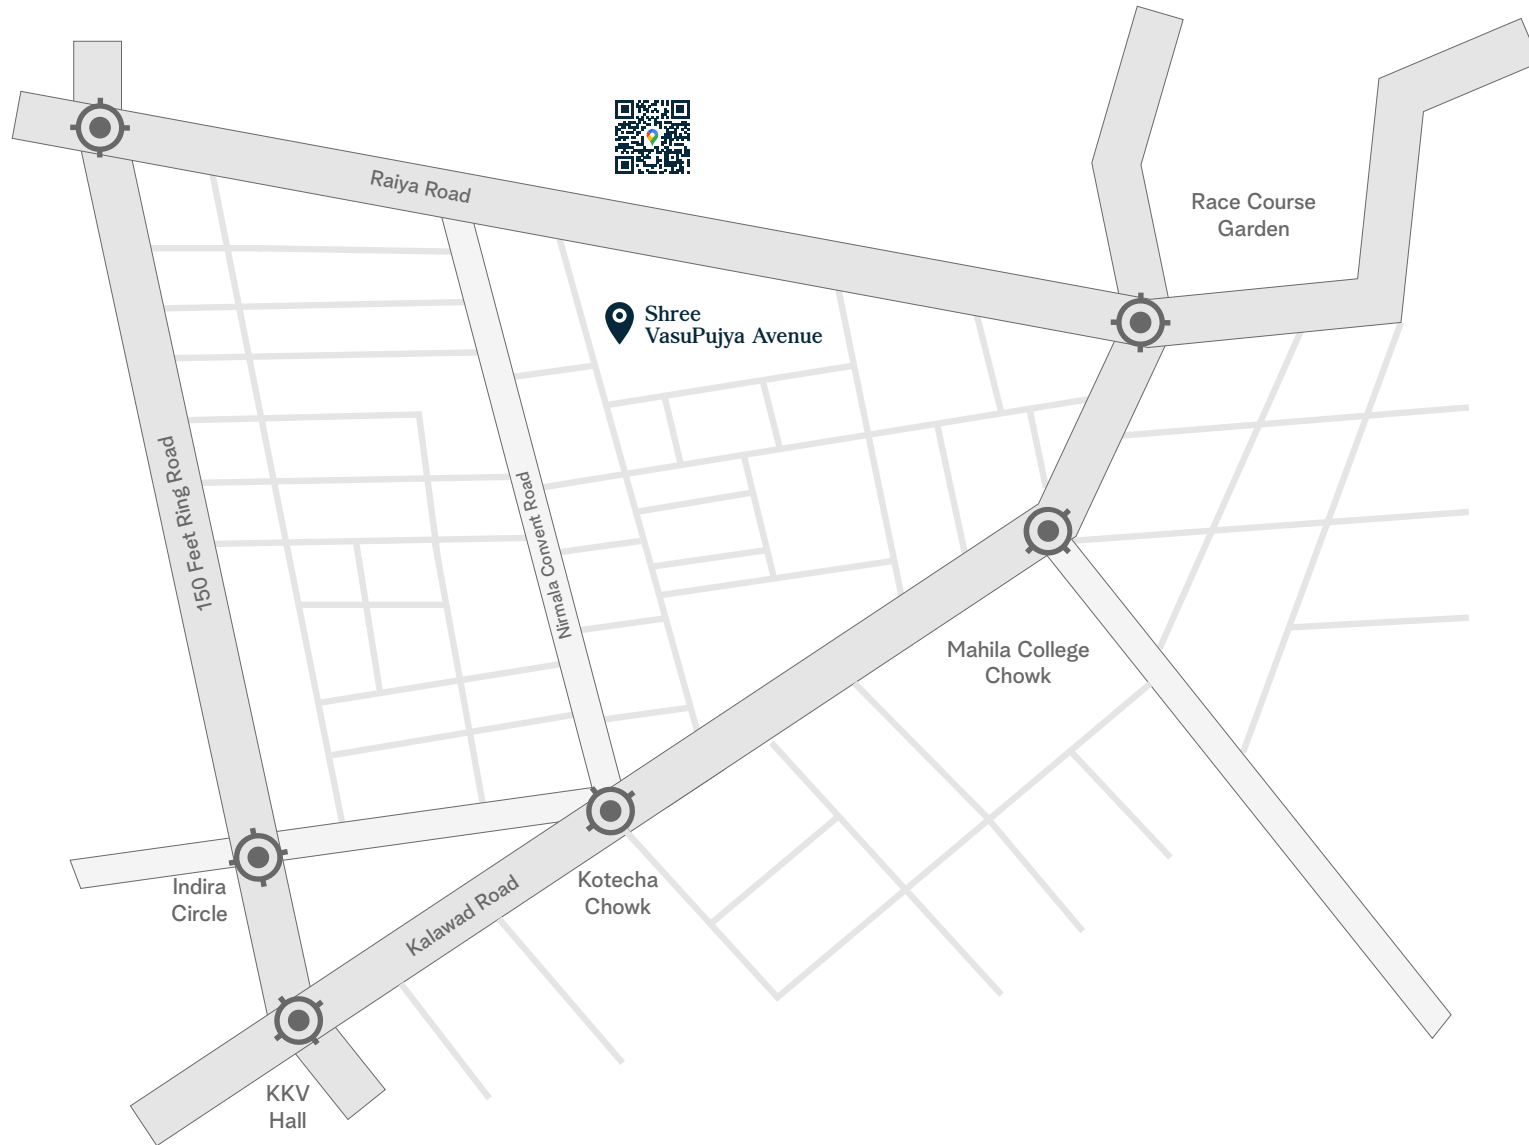 Raiya Road
Race Course
Garden
Shree
VasuPujya Avenue
150 Feet Ring Road
Nirmala Convent Road
Mahila College
Chowk
Indira
Circle
Kotecha
Chowk
Kalawad Road
KKV
Hall